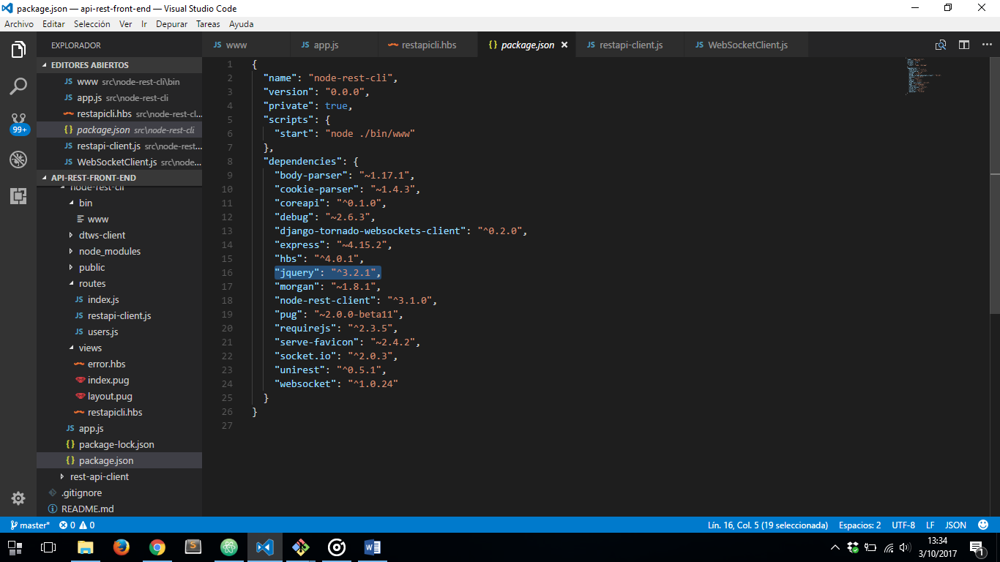 package.json — api-rest-front-end — Visual Studio Code
Archivo Editar Selección Ver Ir Depurar Tareas Ayuda
EXPLORADOR
EDITORES ABIERTOS
JS www src\node-rest-cli\bin
JS app.js src\node-rest-cli
restapicli.hbs src\node-rest-cl...
{} package.json src\node-rest-cli
JS restapi-client.js src\node-rest...
JS WebSocketClient.js src\node...
99+
API-REST-FRONT-END
node-rest-cli
bin
www
dtws-client
node_modules
public
routes
JS index.js
JS restapi-client.js
JS users.js
views
error.hbs
index.pug
layout.pug
restapicli.hbs
JS app.js
{} package-lock.json
{} package.json
rest-api-client
.gitignore
README.md
JS www JS app.js restapicli.hbs {} package.json × JS restapi-client.js JS WebSocketClient.js ...
1 {
2 "name": "node-rest-cli",
3 "version": "0.0.0",
4 "private": true,
5 "scripts": {
6 "start": "node ./bin/www"
7 },
8 "dependencies": {
9 "body-parser": "~1.17.1",
10 "cookie-parser": "~1.4.3",
11 "coreapi": "^0.1.0",
12 "debug": "~2.6.3",
13 "django-tornado-websockets-client": "^0.2.0",
14 "express": "~4.15.2",
15 "hbs": "^4.0.1",
16 "jquery": "^3.2.1",
17 "morgan": "~1.8.1",
18 "node-rest-client": "^3.1.0",
19 "pug": "~2.0.0-beta11",
20 "requirejs": "^2.3.5",
21 "serve-favicon": "~2.4.2",
22 "socket.io": "^2.0.3",
23 "unirest": "^0.5.1",
24 "websocket": "^1.0.24"
25 }
26 }
27
master* 0 0 Lín. 16, Col. 5 (19 seleccionada) Espacios: 2 UTF-8 LF JSON
13:34
3/10/2017
1